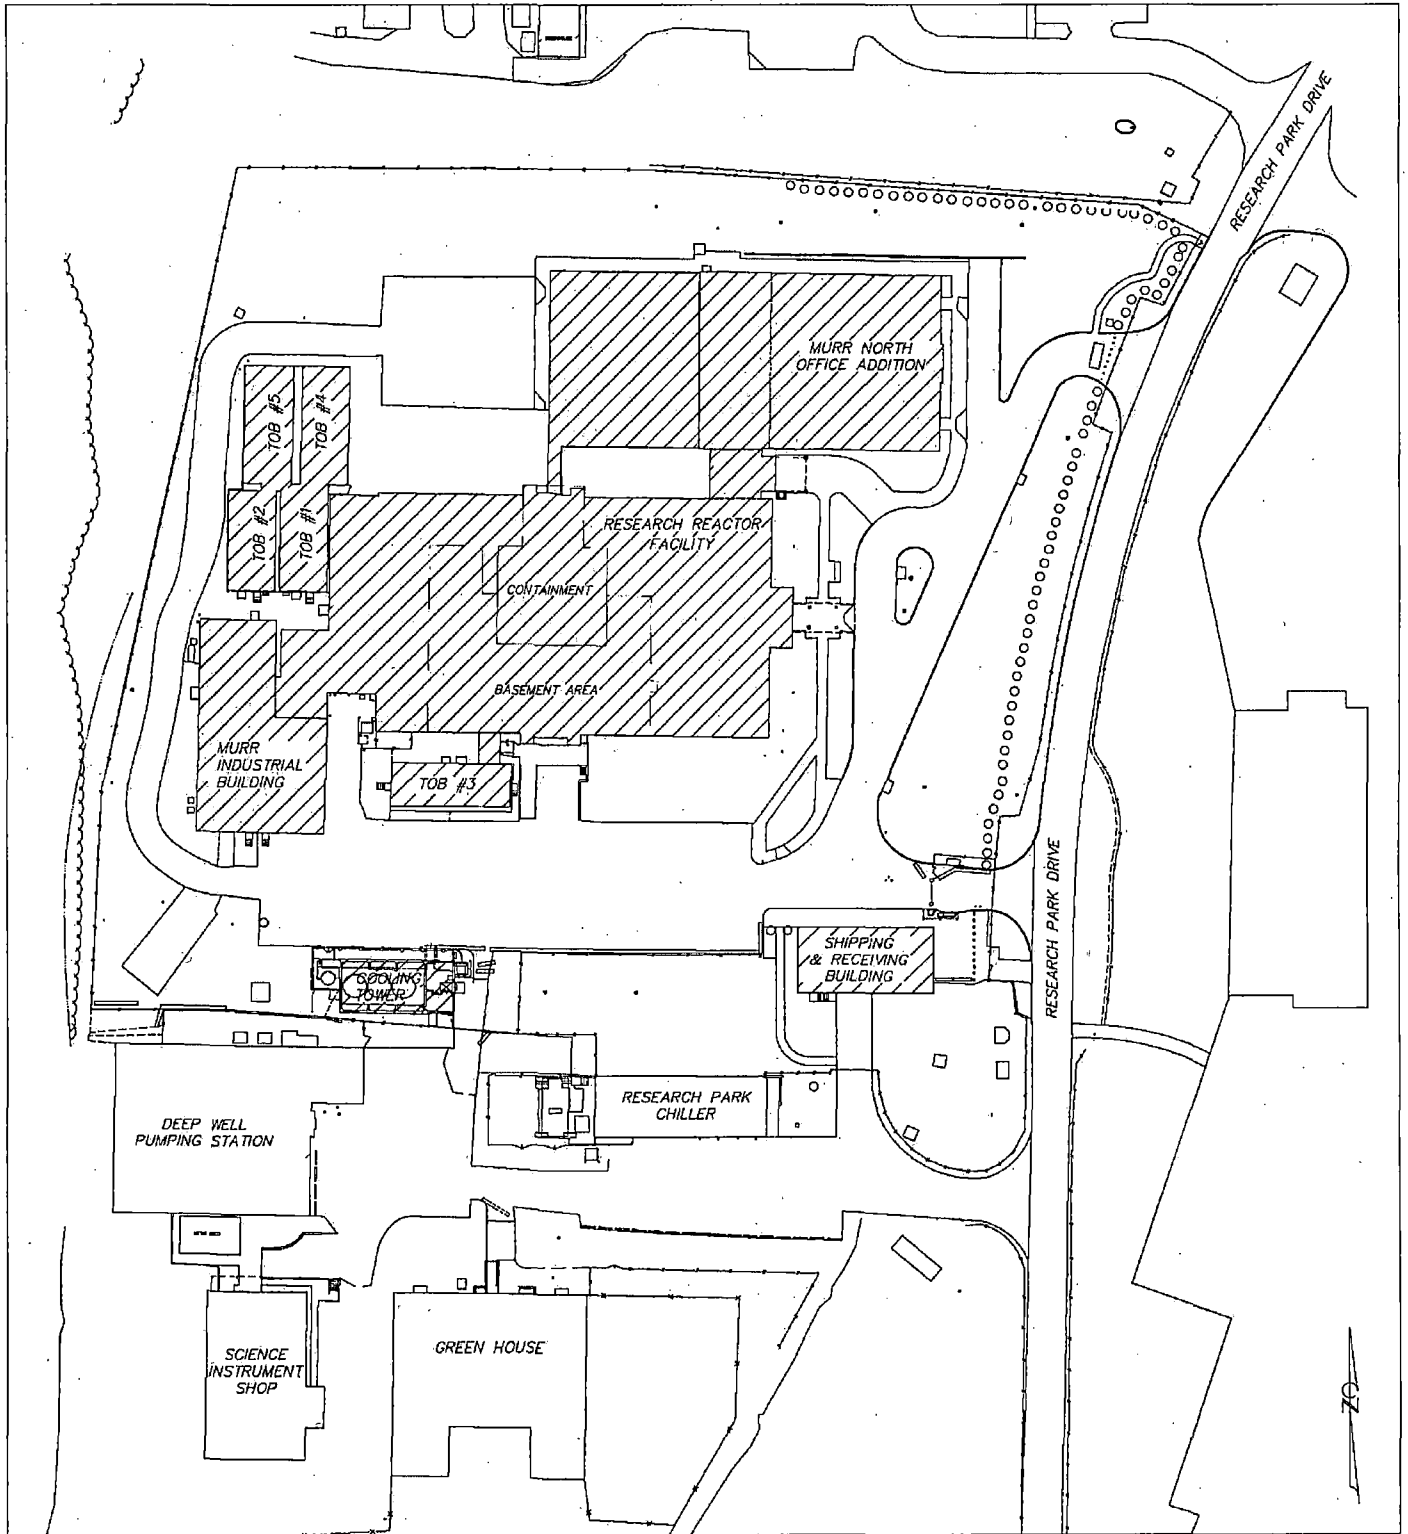 RESEARCH PARK DRIVE
MURR NORTH
OFFICE ADDITION
TOB #5
TOB #4
TOB #2
TOB #1
RESEARCH REACTOR
FACILITY
CONTAINMENT
BASEMENT AREA
MURR
INDUSTRIAL
BUILDING
TOB #3
RESEARCH PARK DRIVE
SHIPPING
& RECEIVING
BUILDING
COOLING
TOWER
RESEARCH PARK
CHILLER
DEEP WELL
PUMPING STATION
SCIENCE
INSTRUMENT
SHOP
GREEN HOUSE
N